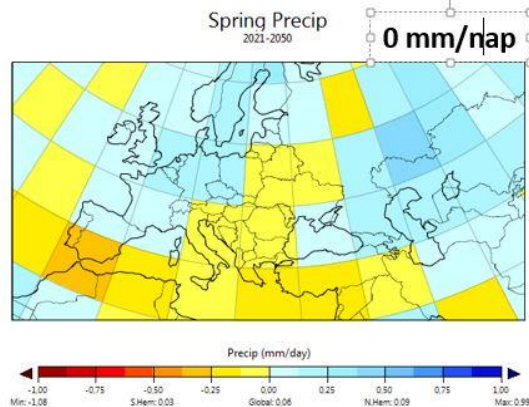 Spring Precip
2021-2050
0 mm/nap
Precip (mm/day)
-1.00 -0.75 -0.50 -0.25 0.00 0.25 0.50 0.75 1.00
Min: -1.08 S.Hem: 0.03 Global: 0.06 N.Hem: 0.09 Max: 0.99